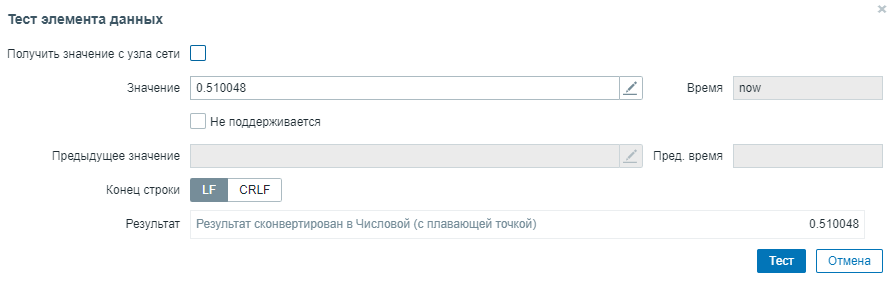 Тест элемента данных
Получить значение с узла сети
Значение 0.510048 Время now
Не поддерживается
Предыдущее значение Пред. время
Конец строки LF CRLF
Результат Результат сконвертирован в Числовой (с плавающей точкой) 0.510048
Тест Отмена